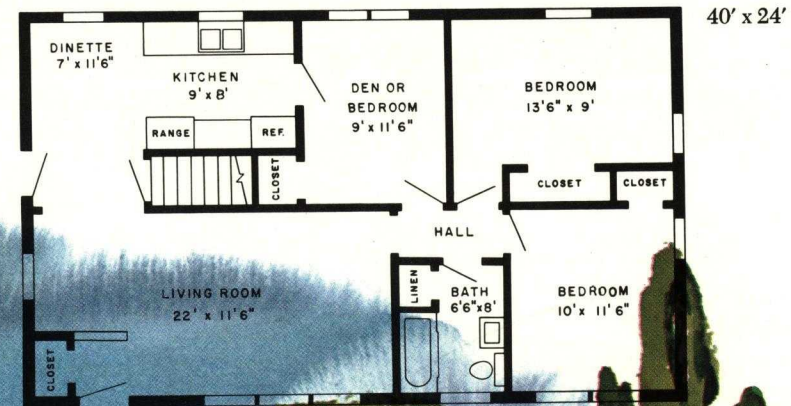 40' x 24'
DINETTE
7' x 11'6"
KITCHEN
9' x 8'
RANGE
REF.
CLOSET
DEN OR
BEDROOM
9' x 11'6"
BEDROOM
13'6" x 9'
CLOSET
CLOSET
HALL
LIVING ROOM
22' x 11'6"
CLOSET
LINEN
BATH
6'6"x8'
BEDROOM
10' x 11'6"